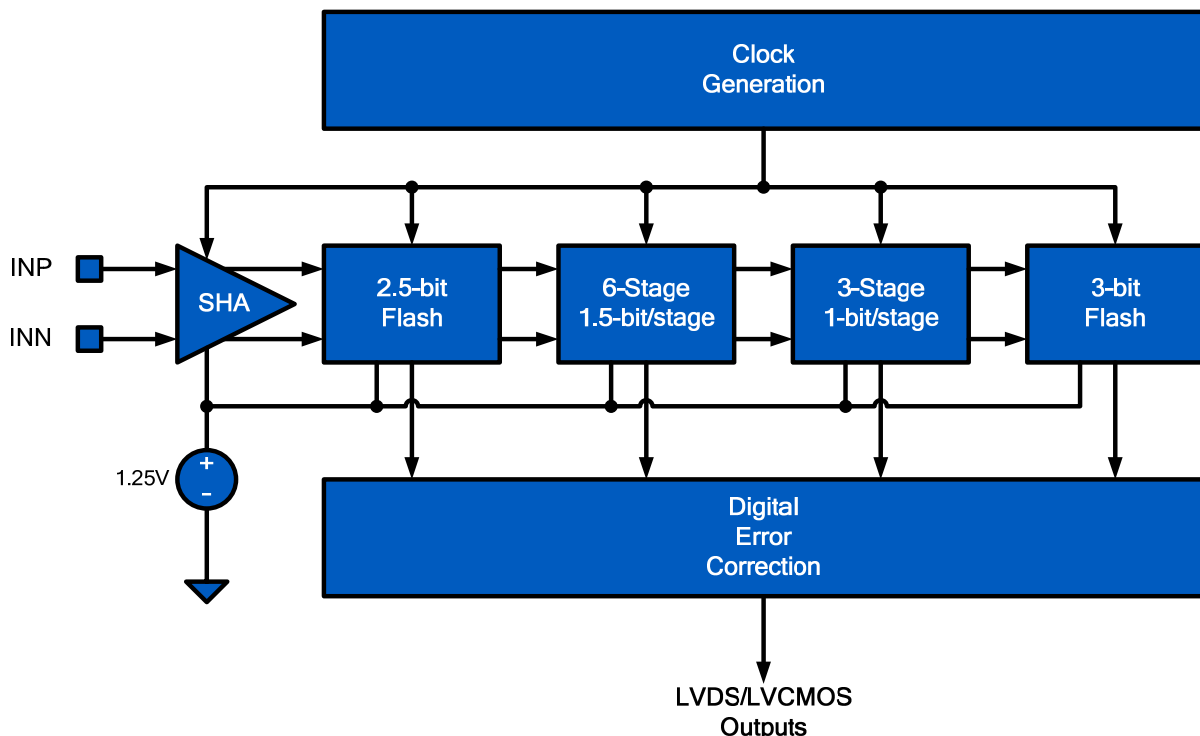 Clock
Generation
INP
INN
SHA
2.5-bit
Flash
6-Stage
1.5-bit/stage
3-Stage
1-bit/stage
3-bit
Flash
1.25V
+
-
Digital
Error
Correction
LVDS/LVCMOS
Outputs